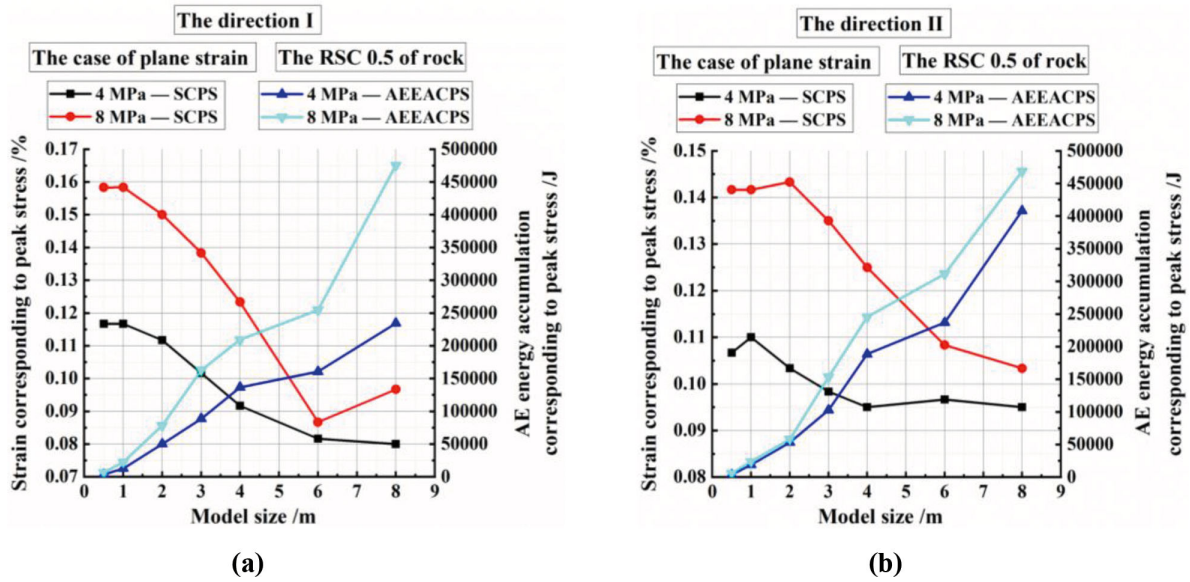 The direction I
The case of plane strain
The RSC 0.5 of rock
4 MPa — SCPS
8 MPa — SCPS
4 MPa — AEEACPS
8 MPa — AEEACPS
Strain corresponding to peak stress /%
0.17
0.16
0.15
0.14
0.13
0.12
0.11
0.10
0.09
0.08
0.07
500000
450000
400000
350000
300000
250000
200000
150000
100000
50000
0
AE energy accumulation
corresponding to peak stress /J
0 1 2 3 4 5 6 7 8 9
Model size /m
(a)
The direction II
The case of plane strain
The RSC 0.5 of rock
4 MPa — SCPS
8 MPa — SCPS
4 MPa — AEEACPS
8 MPa — AEEACPS
Strain corresponding to peak stress /%
0.15
0.14
0.13
0.12
0.11
0.10
0.09
0.08
500000
450000
400000
350000
300000
250000
200000
150000
100000
50000
0
AE energy accumulation
corresponding to peak stress /J
0 1 2 3 4 5 6 7 8 9
Model size /m
(b)